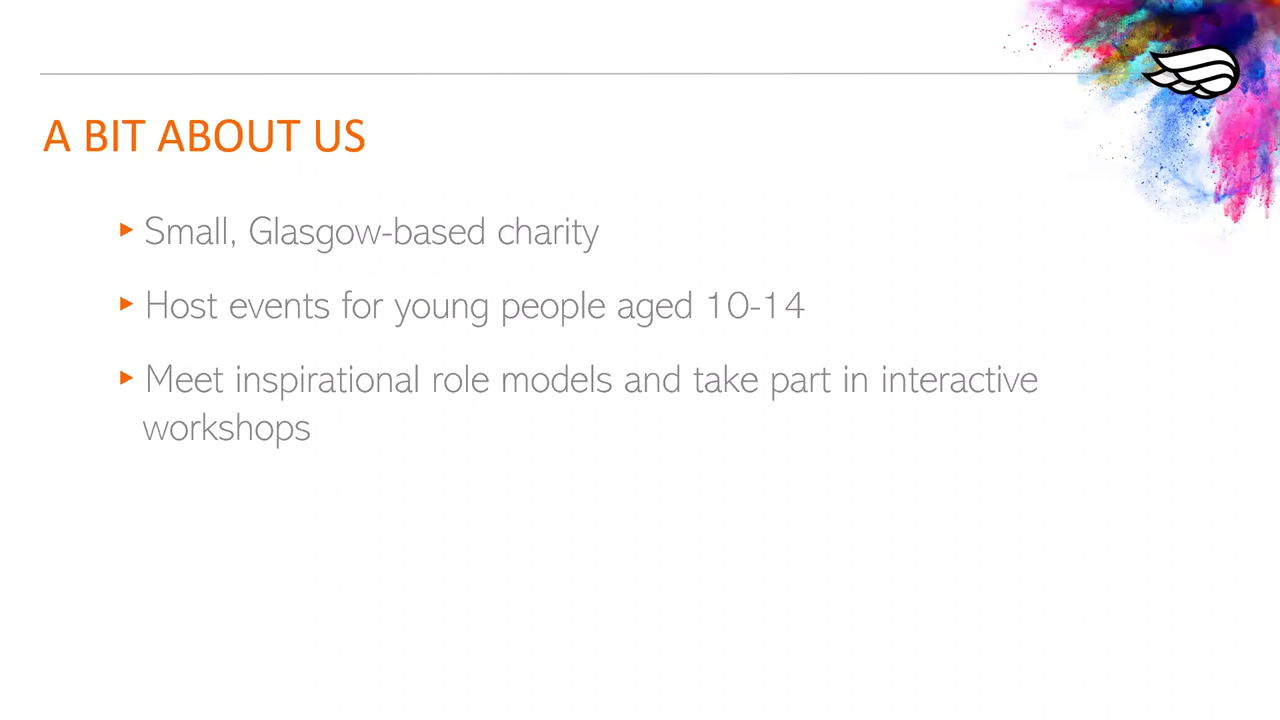 A BIT ABOUT US
Small, Glasgow-based charity
Host events for young people aged 10-14
Meet inspirational role models and take part in interactive
workshops